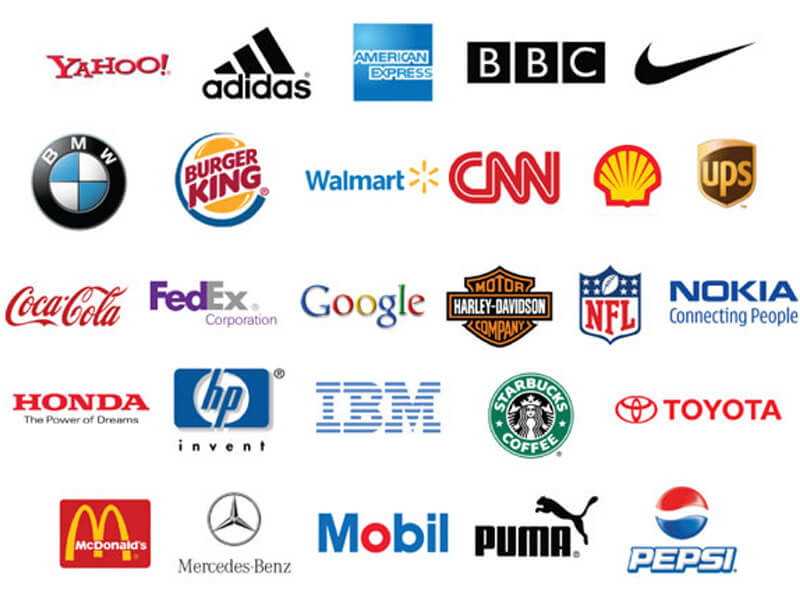 YAHOO!®
adidas®
AMERICAN
EXPRESS
BBC
BMW
BURGER
KING®
Walmart
CNN
ups
TM
Coca-Cola
FedEx®
Corporation
Google
MOTOR
HARLEY-DAVIDSON
COMPANY
NFL
NOKIA
Connecting People
HONDA
The Power of Dreams
hp®
invent
IBM
STARBUCKS
COFFEE®
TOYOTA
McDonald's®
Mercedes-Benz
Mobil
PUMA®
PEPSI